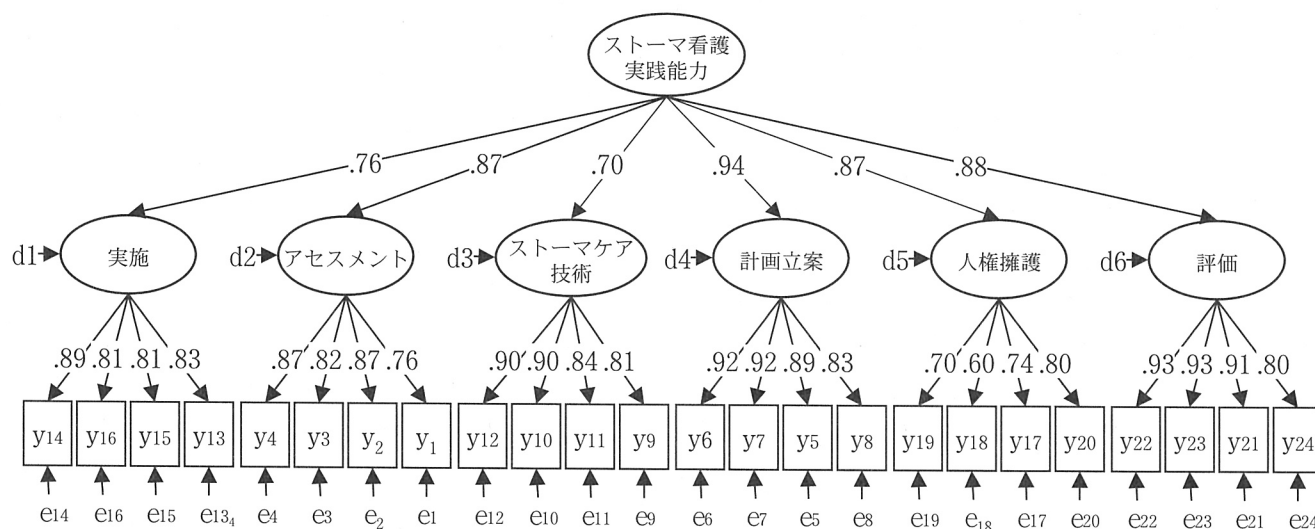 ストーマ看護
実践能力
.76 .87 .70 .94 .87 .88
d1 実施 d2 アセスメント d3 ストーマケア
技術 d4 計画立案 d5 人権擁護 d6 評価
.89 .81 .81 .83 .87 .82 .87 .76 .90 .90 .84 .81 .92 .92 .89 .83 .70 .60 .74 .80 .93 .93 .91 .80
y14 y16 y15 y13 y4 y3 y2 y1 y12 y10 y11 y9 y6 y7 y5 y8 y19 y18 y17 y20 y22 y23 y21 y24
e14 e16 e15 e134 e4 e3 e2 e1 e12 e10 e11 e9 e6 e7 e5 e8 e19 e18 e17 e20 e22 e23 e21 e24